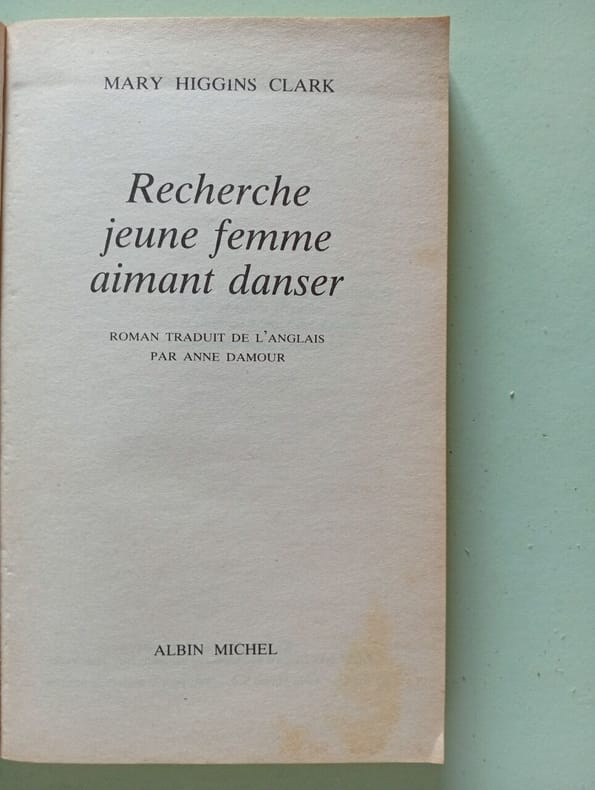 MARY HIGGINS CLARK
Recherche
jeune femme
aimant danser
ROMAN TRADUIT DE L'ANGLAIS
PAR ANNE DAMOUR
ALBIN MICHEL